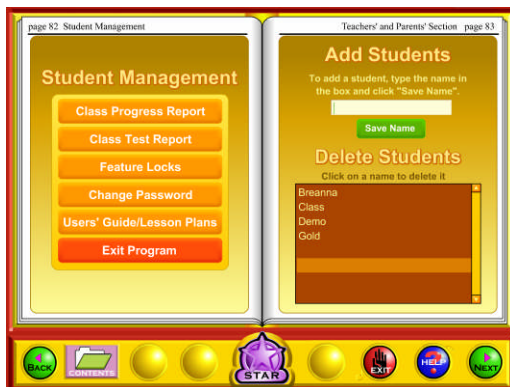 page 82 Student Management
Student Management
Class Progress Report
Class Test Report
Feature Locks
Change Password
Users' Guide/Lesson Plans
Exit Program
Teachers' and Parents' Section page 83
Add Students
To add a student, type the name in
the box and click "Save Name".
Save Name
Delete Students
Click on a name to delete it
Breanna
Class
Demo
Gold
BACK
CONTENTS
STAR
EXIT
HELP
NEXT